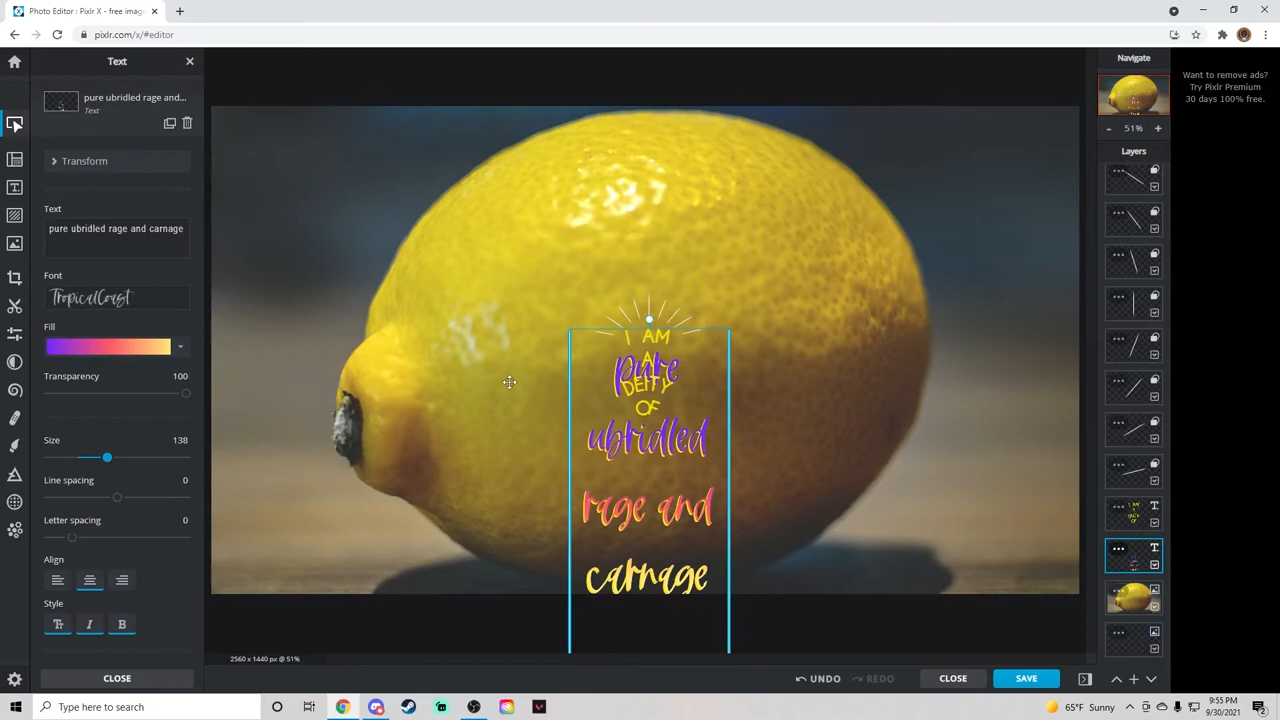 Photo Editor : Pixlr X - free imag
pixlr.com/x/#editor
Text
pure ubridled rage and...
Text
Transform
Text
pure ubridled rage and carnage
Font
TropicalCoast
Fill
Transparency
100
Size
138
Line spacing
0
Letter spacing
0
Align
Style
Tr
I
B
CLOSE
I AM
A
pure
DEITY
OF
ubridled
rage and
carnage
2560 x 1440 px @ 51%
UNDO
REDO
CLOSE
SAVE
Navigate
- 51% +
Layers
Want to remove ads?
Try Pixlr Premium
30 days 100% free.
Type here to search
65°F Sunny
9:55 PM
9/30/2021
2